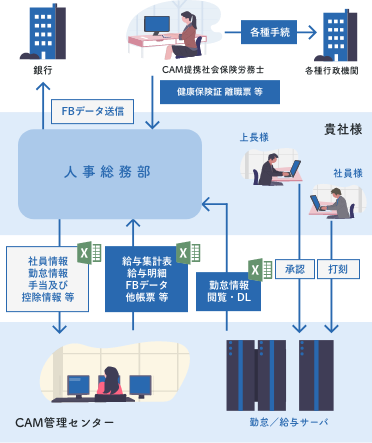 各種手続
銀行
CAM提携社会保険労務士
各種行政機関
健康保険証 離職票 等
FBデータ送信
貴社様
上長様
人事総務部
社員様
社員情報
勤怠情報
手当及び
控除情報 等
給与集計表
給与明細
FBデータ
他帳票 等
勤怠情報
閲覧・DL
承認
打刻
X
X
X
CAM管理センター
勤怠／給与サーバ